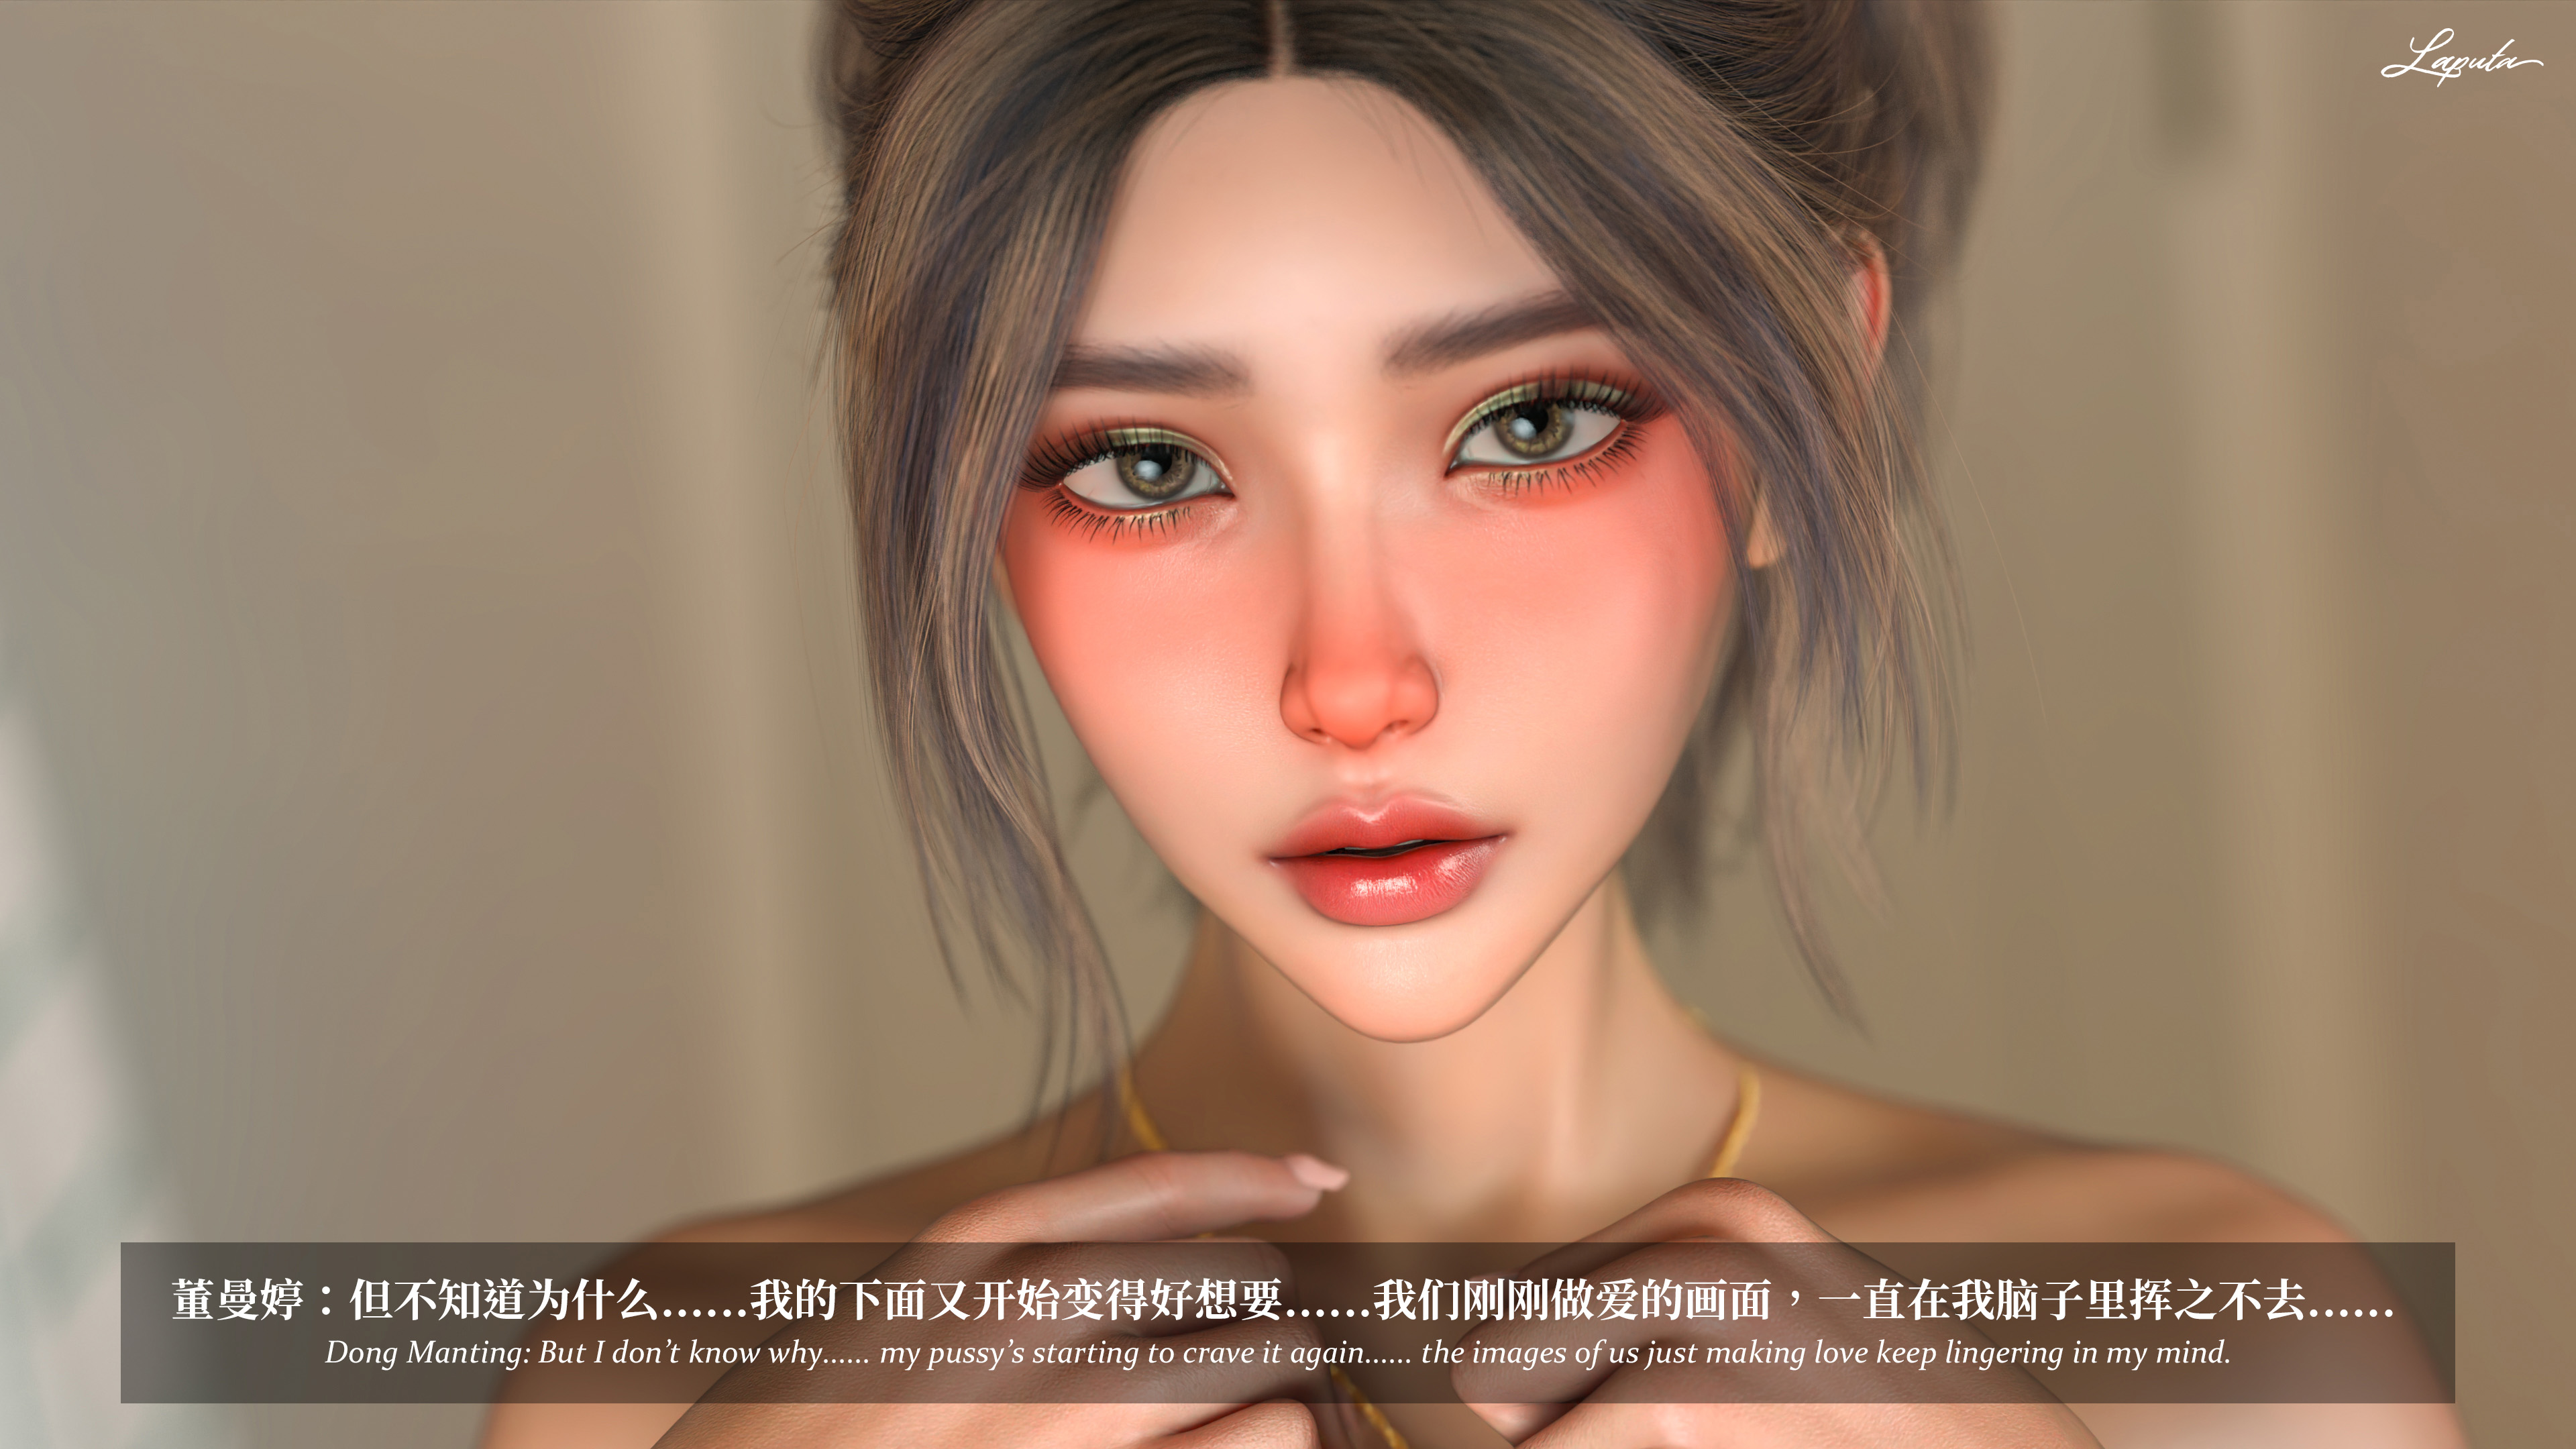 Laputa
董曼婷：但不知道为什么......我的下面又开始变得好想要......我们刚刚做爱的画面，一直在我脑子里挥之不去......
Dong Manting: But I don't know why...... my pussy's starting to crave it again...... the images of us just making love keep lingering in my mind.